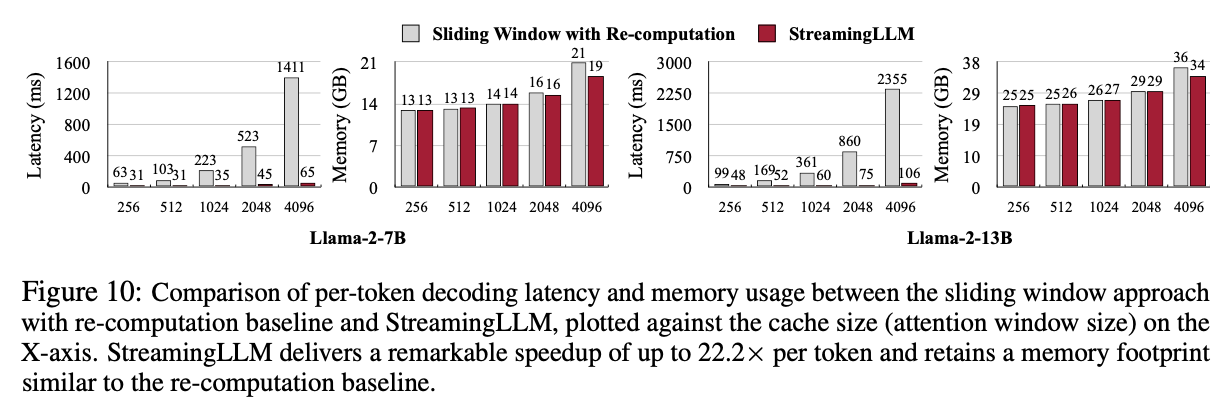 Sliding Window with Re-computation StreamingLLM
Latency (ms)
1600
1200
800
400
0
63 31 103 31 223 35 523 45 1411 65
256 512 1024 2048 4096
Memory (GB)
21
14
7
0
13 13 13 13 14 14 16 16 21 19
256 512 1024 2048 4096
Llama-2-7B
Latency (ms)
3000
2250
1500
750
0
99 48 169 52 361 60 860 75 2355 106
256 512 1024 2048 4096
Memory (GB)
38
29
19
10
0
25 25 25 26 26 27 29 29 36 34
256 512 1024 2048 4096
Llama-2-13B
Figure 10: Comparison of per-token decoding latency and memory usage between the sliding window approach
with re-computation baseline and StreamingLLM, plotted against the cache size (attention window size) on the
X-axis. StreamingLLM delivers a remarkable speedup of up to 22.2× per token and retains a memory footprint
similar to the re-computation baseline.